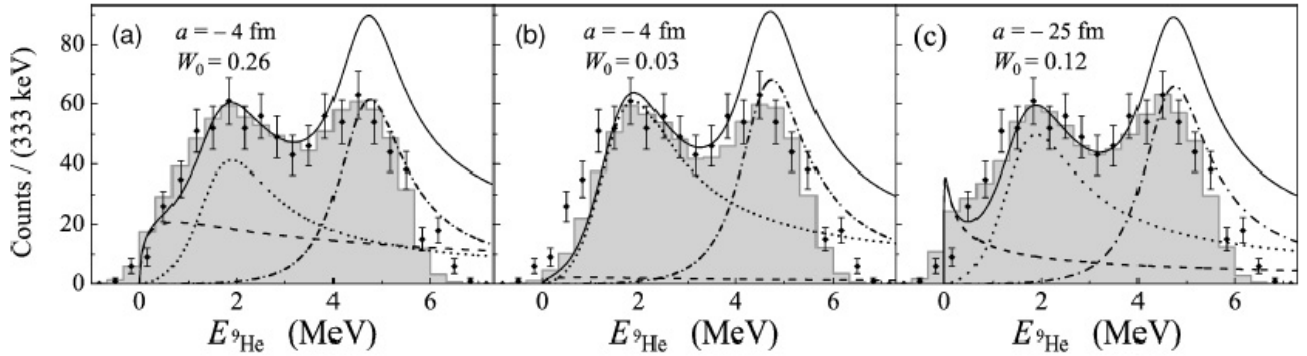 Counts / (333 keV)
80
60
40
20
0
(a)
a = − 4 fm
W₀ = 0.26
0 2 4 6
E⁹He (MeV)
(b)
a = − 4 fm
W₀ = 0.03
0 2 4 6
E⁹He (MeV)
(c)
a = − 25 fm
W₀ = 0.12
0 2 4 6
E⁹He (MeV)